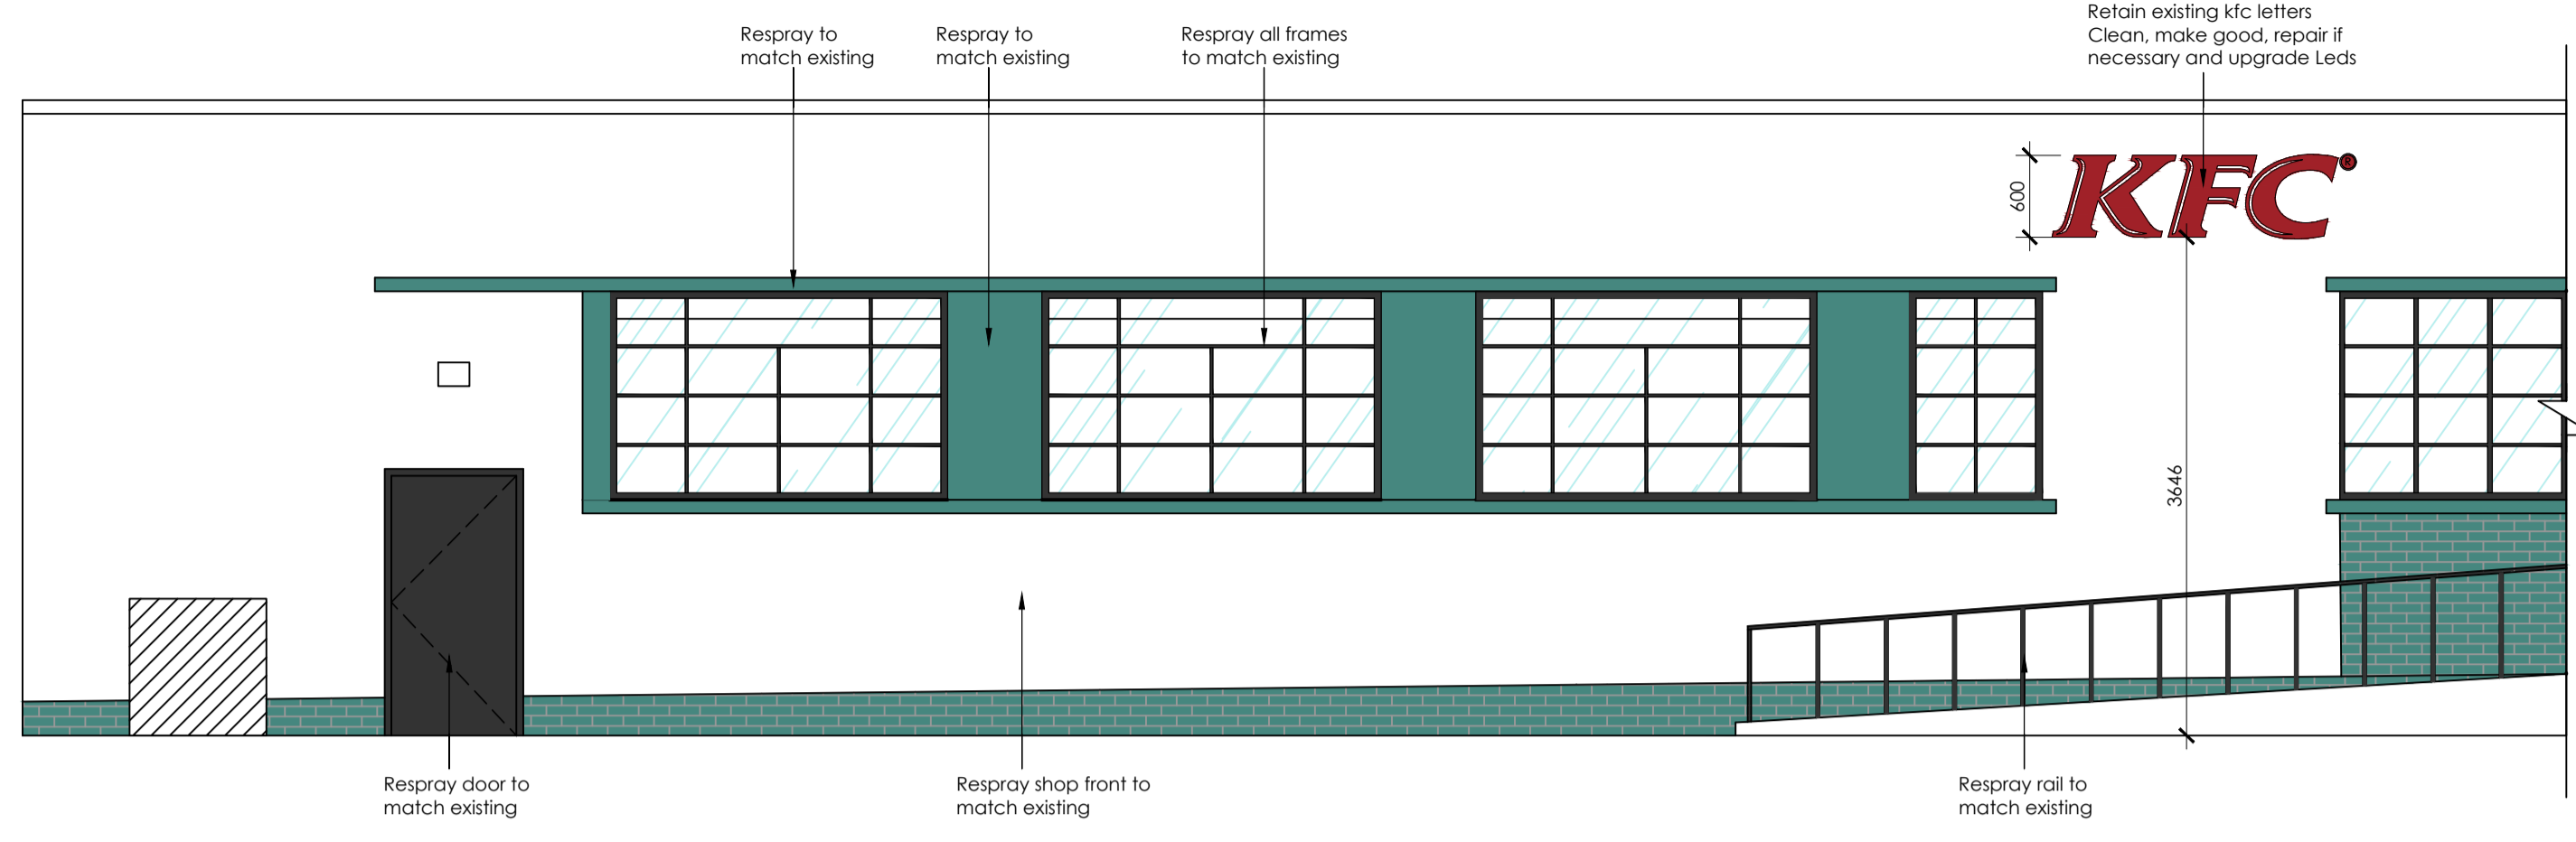 Respray to
match existing
Respray to
match existing
Respray all frames
to match existing
Retain existing kfc letters
Clean, make good, repair if
necessary and upgrade Leds
600
KFC®
3646
Respray door to
match existing
Respray shop front to
match existing
Respray rail to
match existing